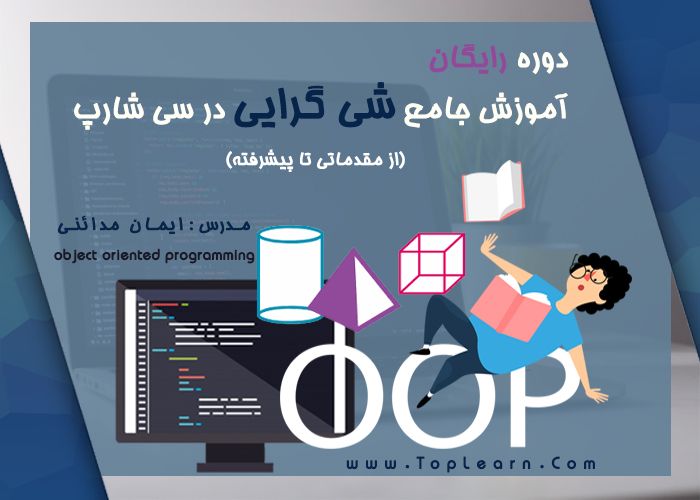 دوره رایگان
آموزش جامع شی گرایی در سی شارپ
(از مقدماتی تا پیشرفته)
مدرس : ایمان مدائنی
object oriented programming
OOP
www.TopLearn.Com